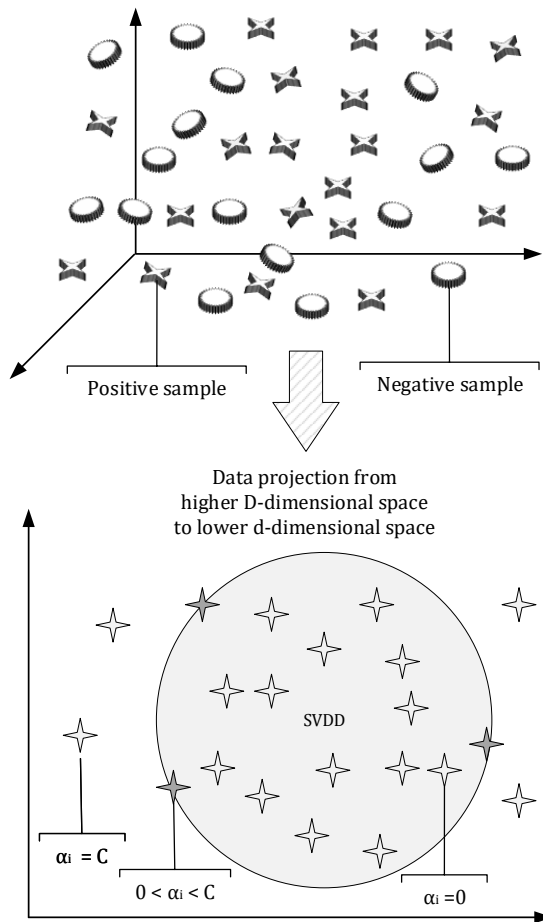 Positive sample
Negative sample
Data projection from
higher D-dimensional space
to lower d-dimensional space
SVDD
αi = C
0 < αi < C
αi =0